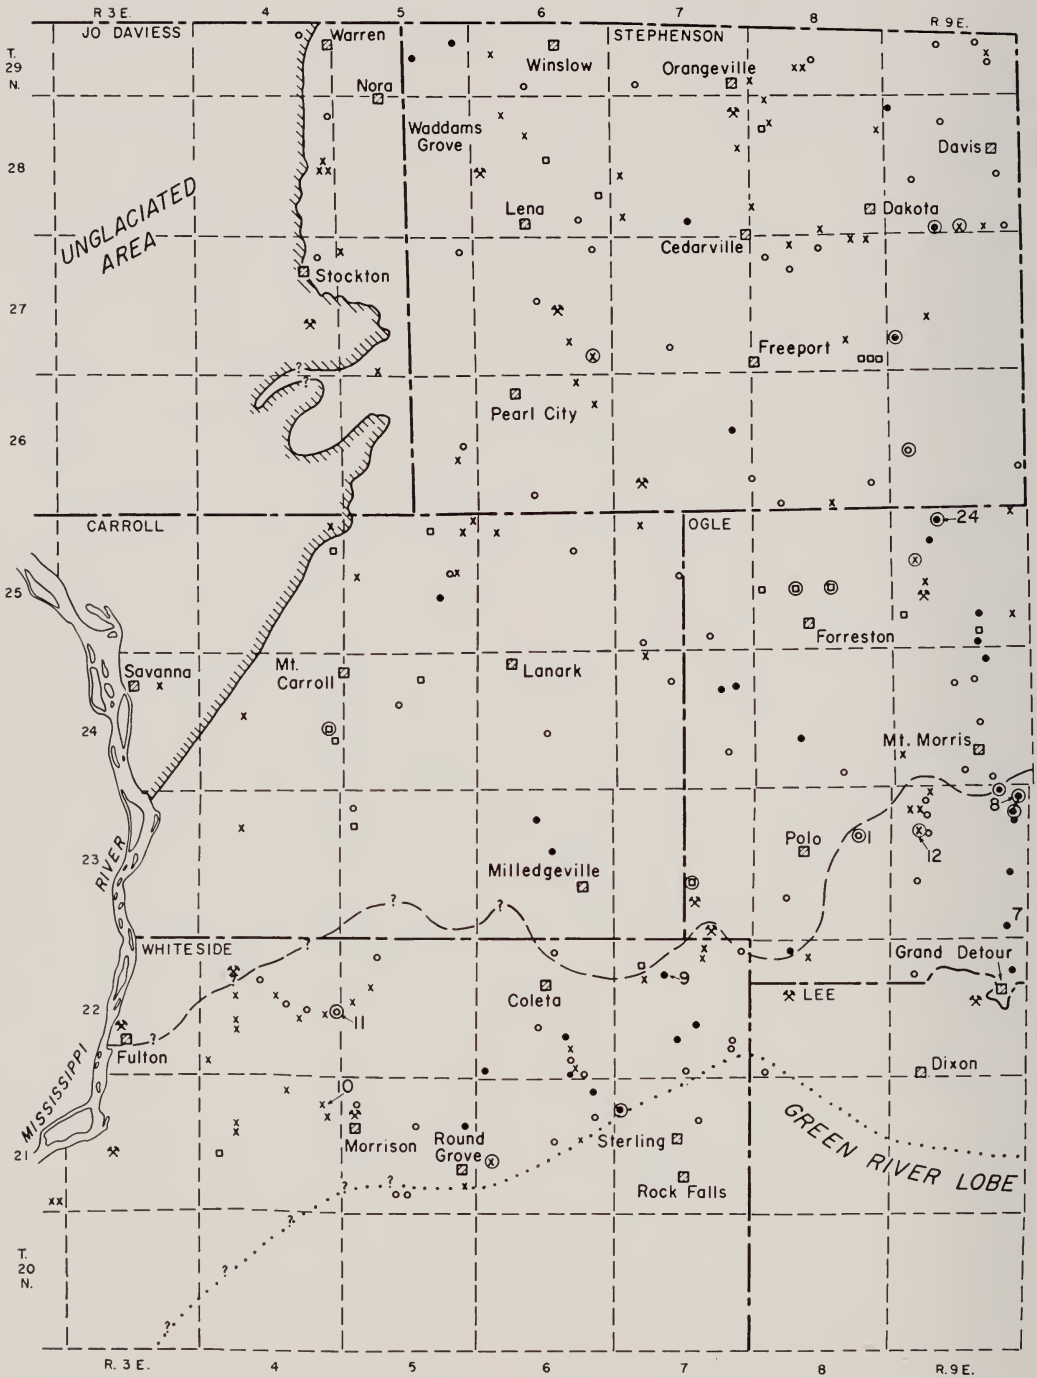 R 3 E. 4 5 6 7 8 R 9 E.
JO DAVIESS Warren STEPHENSON
T. 29 N.
Winslow Orangeville
Nora
Waddams Grove
Davis
28
UNGLACIATED AREA
Lena Dakota
Cedarville
Stockton
27
Freeport
? ?
Pearl City
26
CARROLL OGLE 24
25
Forreston
Savanna Mt. Carroll Lanark
24
Mt. Morris
8
Polo 1
12
23
RIVER
Milledgeville
? ?
7
WHITESIDE ?
Grand Detour
? 9
Coleta LEE
22
11
?
Fulton
Dixon
MISSISSIPPI
10
GREEN RIVER LOBE
Morrison Round Grove Sterling
21
Rock Falls
? ?
?
T. 20 N.
?
?
R. 3 E. 4 5 6 7 8 R.9E.